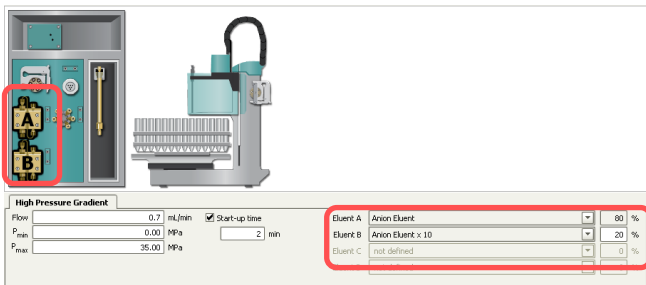 A
B
High Pressure Gradient
Flow 0.7 mL/min Start-up time Eluent A Anion Eluent 80 %
Pmin 0.00 MPa 2 min Eluent B Anion Eluent x 10 20 %
Pmax 35.00 MPa Eluent C not defined 0 %